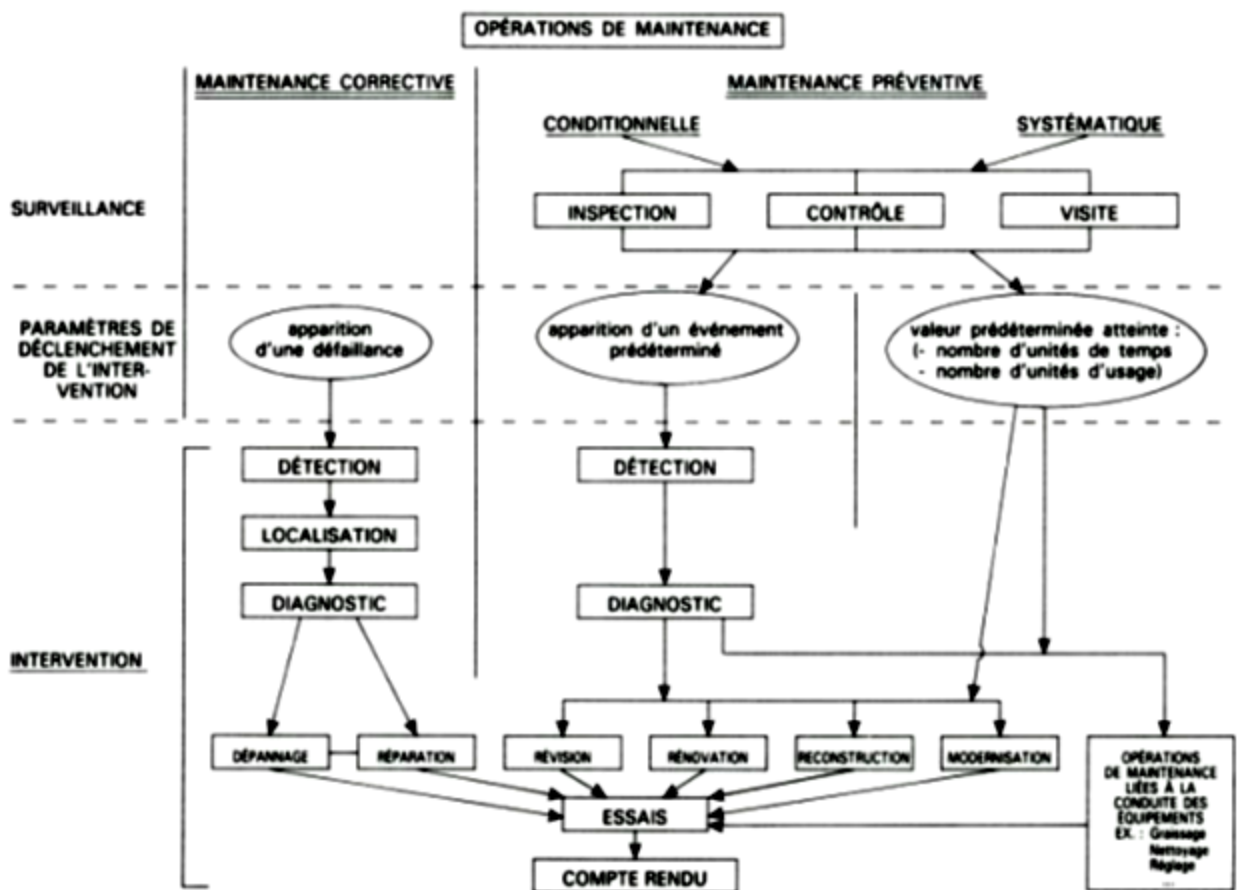 OPÉRATIONS DE MAINTENANCE
MAINTENANCE CORRECTIVE
MAINTENANCE PRÉVENTIVE
CONDITIONNELLE
SYSTÉMATIQUE
SURVEILLANCE
INSPECTION
CONTRÔLE
VISITE
PARAMÈTRES DE
DÉCLENCHEMENT
DE L'INTER-
VENTION
apparition
d'une défaillance
apparition d'un événement
prédéterminé
valeur prédéterminée atteinte :
(- nombre d'unités de temps
- nombre d'unités d'usage)
DÉTECTION
DÉTECTION
LOCALISATION
DIAGNOSTIC
DIAGNOSTIC
INTERVENTION
DÉPANNAGE
RÉPARATION
RÉVISION
RÉNOVATION
RECONSTRUCTION
MODERNISATION
OPÉRATIONS
DE MAINTENANCE
LIÉES À LA
CONDUITE DES
ÉQUIPEMENTS
EX. : Graissage
Nettoyage
Réglage
...
ESSAIS
COMPTE RENDU